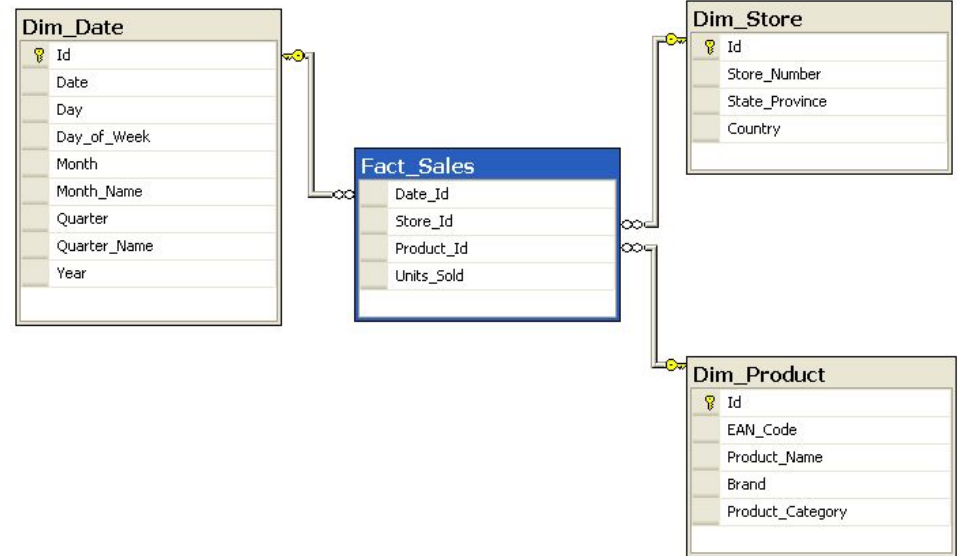 Dim_Date
Id
Date
Day
Day_of_Week
Month
Month_Name
Quarter
Quarter_Name
Year
Fact_Sales
Date_Id
Store_Id
Product_Id
Units_Sold
Dim_Store
Id
Store_Number
State_Province
Country
Dim_Product
Id
EAN_Code
Product_Name
Brand
Product_Category